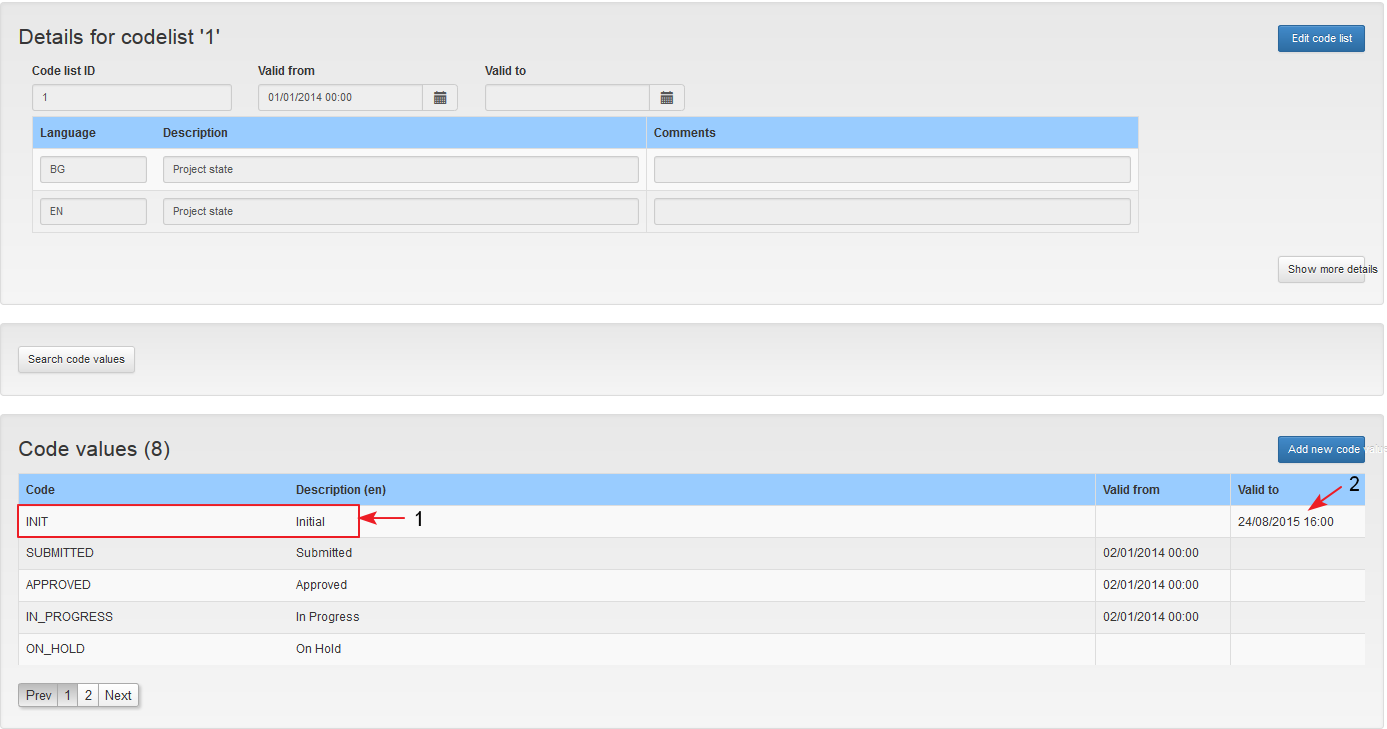 Details for codelist '1'
Edit code list
Code list ID Valid from Valid to
1 01/01/2014 00:00
Language Description Comments
BG Project state
EN Project state
Show more details
Search code values
Code values (8)
Add new code value
Code Description (en) Valid from Valid to
2
INIT Initial 24/08/2015 16:00
1
SUBMITTED Submitted 02/01/2014 00:00
APPROVED Approved 02/01/2014 00:00
IN_PROGRESS In Progress 02/01/2014 00:00
ON_HOLD On Hold
Prev 1 2 Next